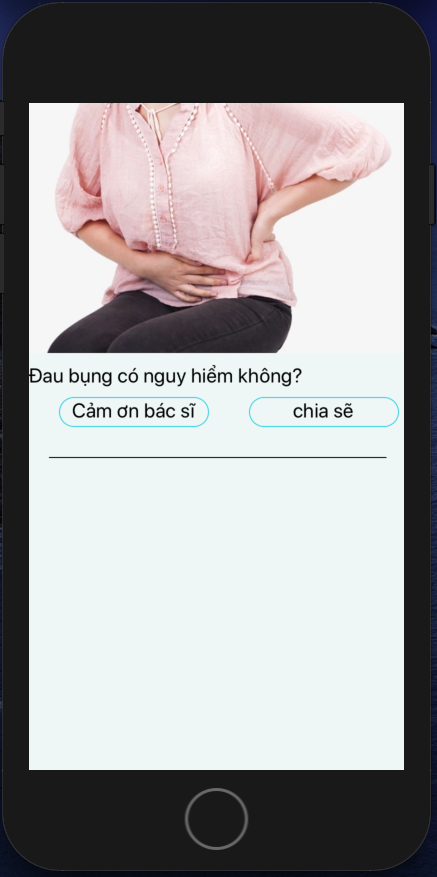 Đau bụng có nguy hiểm không?
Cảm ơn bác sĩ chia sẽ